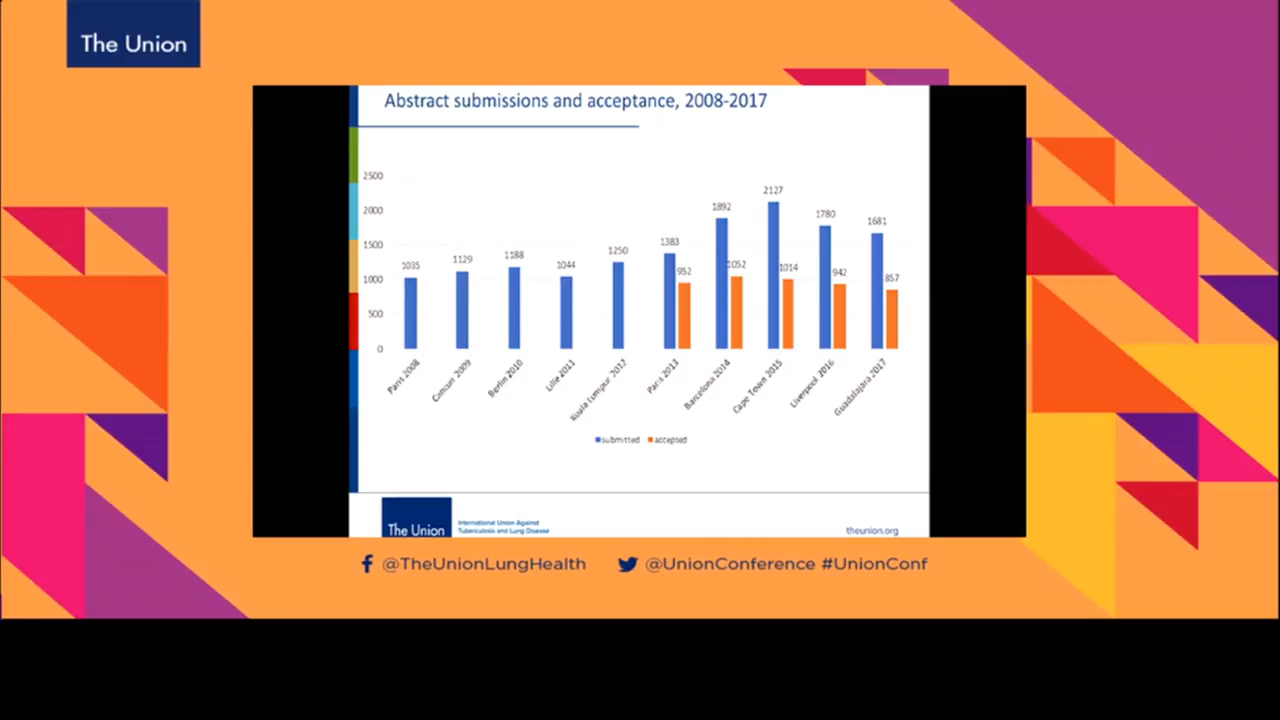 The Union
Abstract submissions and acceptance, 2008-2017
2500
2000
1500
1000
500
0
1035
1129
1188
1044
1250
1383
952
1892
1052
2127
1014
1780
942
1681
857
Paris 2008
Cancun 2009
Berlin 2010
Lille 2011
Kuala Lumpur 2012
Paris 2013
Barcelona 2014
Cape Town 2015
Liverpool 2016
Guadalajara 2017
submitted accepted
The Union
International Union Against
Tuberculosis and Lung Disease
theunion.org
@TheUnionLungHealth @UnionConference #UnionConf